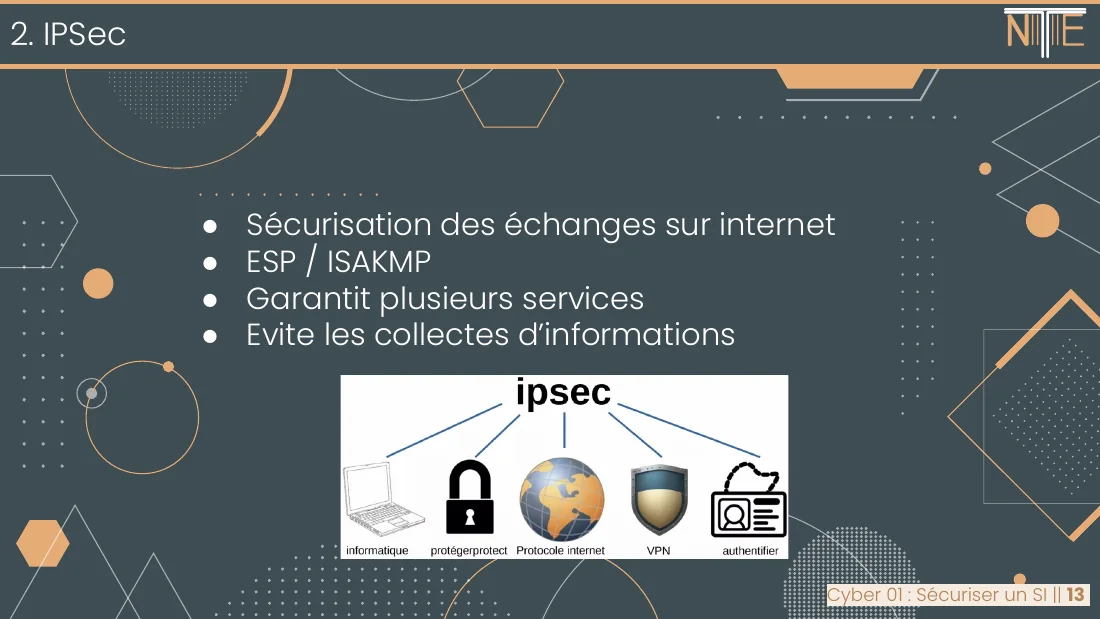 2. IPSec
NTE
● Sécurisation des échanges sur internet
● ESP / ISAKMP
● Garantit plusieurs services
● Evite les collectes d’informations
ipsec
informatique protégerprotect Protocole internet VPN authentifier
Cyber 01 : Sécuriser un SI || 13